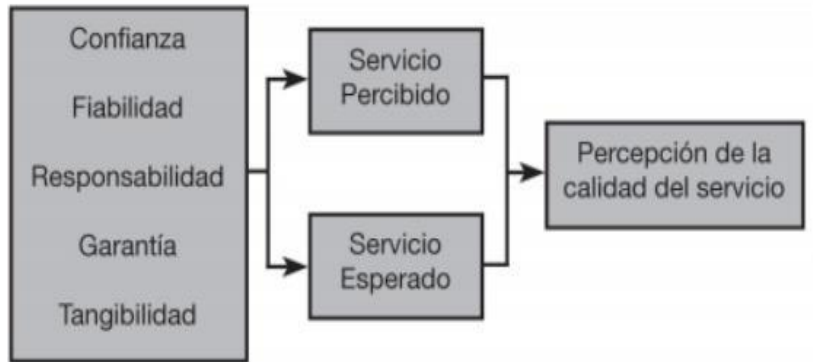 Confianza
Fiabilidad
Responsabilidad
Garantía
Tangibilidad
Servicio
Percibido
Servicio
Esperado
Percepción de la
calidad del servicio